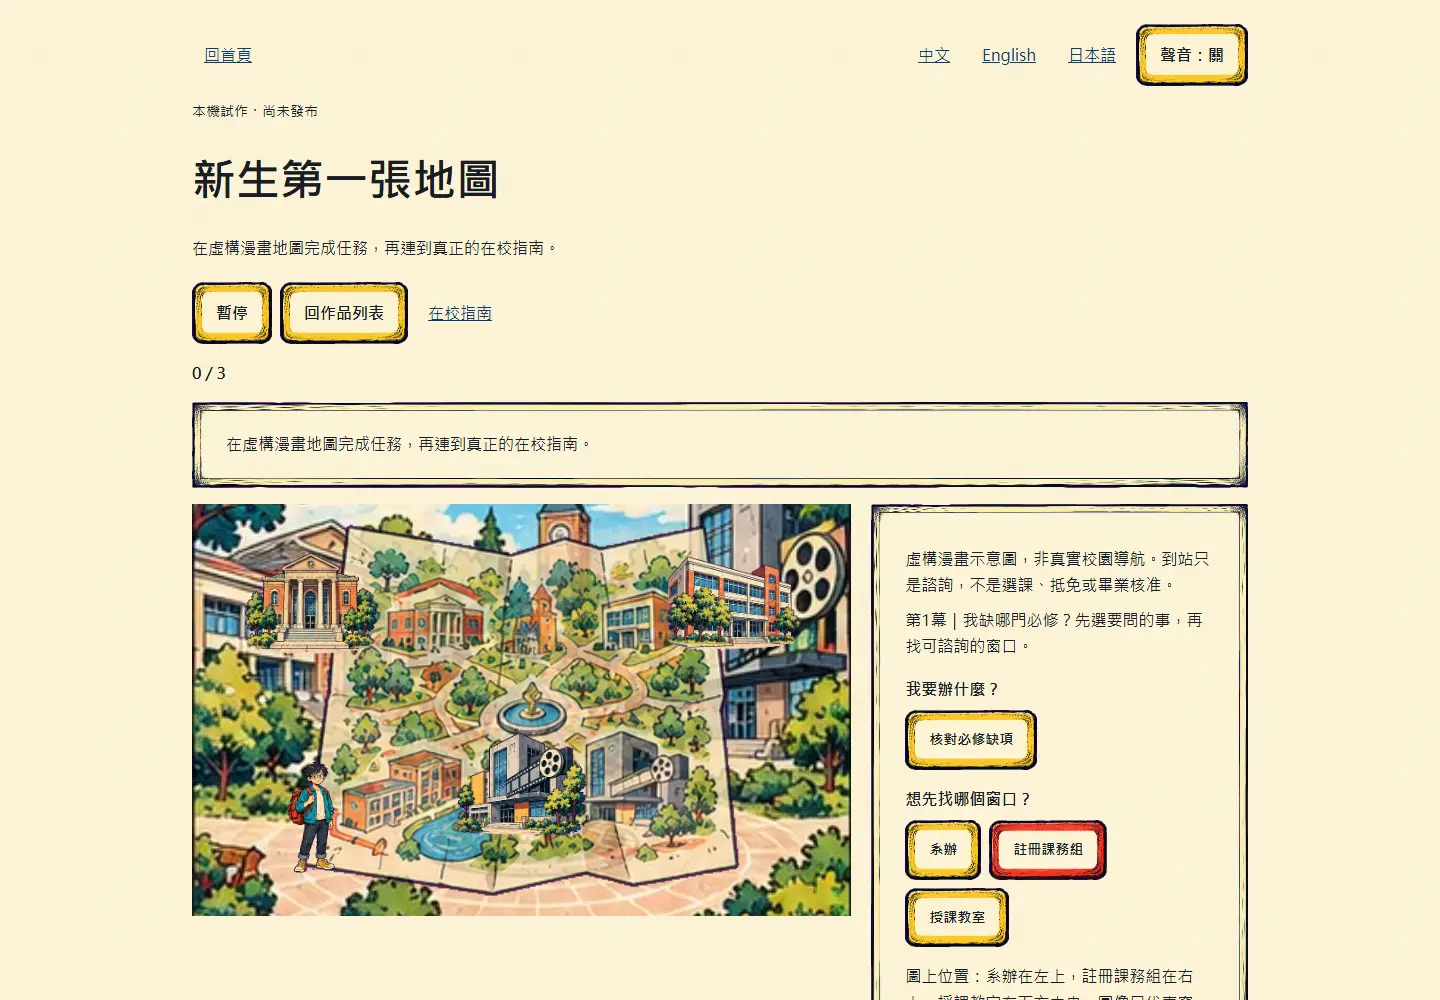 回首頁
中文
English
日本語
聲音：關
本機試作・尚未發布
新生第一張地圖
在虛構漫畫地圖完成任務，再連到真正的在校指南。
暫停
回作品列表
在校指南
0 / 3
在虛構漫畫地圖完成任務，再連到真正的在校指南。
虛構漫畫示意圖，非真實校園導航。到站只
是諮詢，不是選課、抵免或畢業核准。
第1幕｜我缺哪門必修？先選要問的事，再
找可諮詢的窗口。
我要辦什麼？
核對必修缺項
想先找哪個窗口？
系辦
註冊課務組
授課教室
圖上位置：系辦在左上，註冊課務組在右